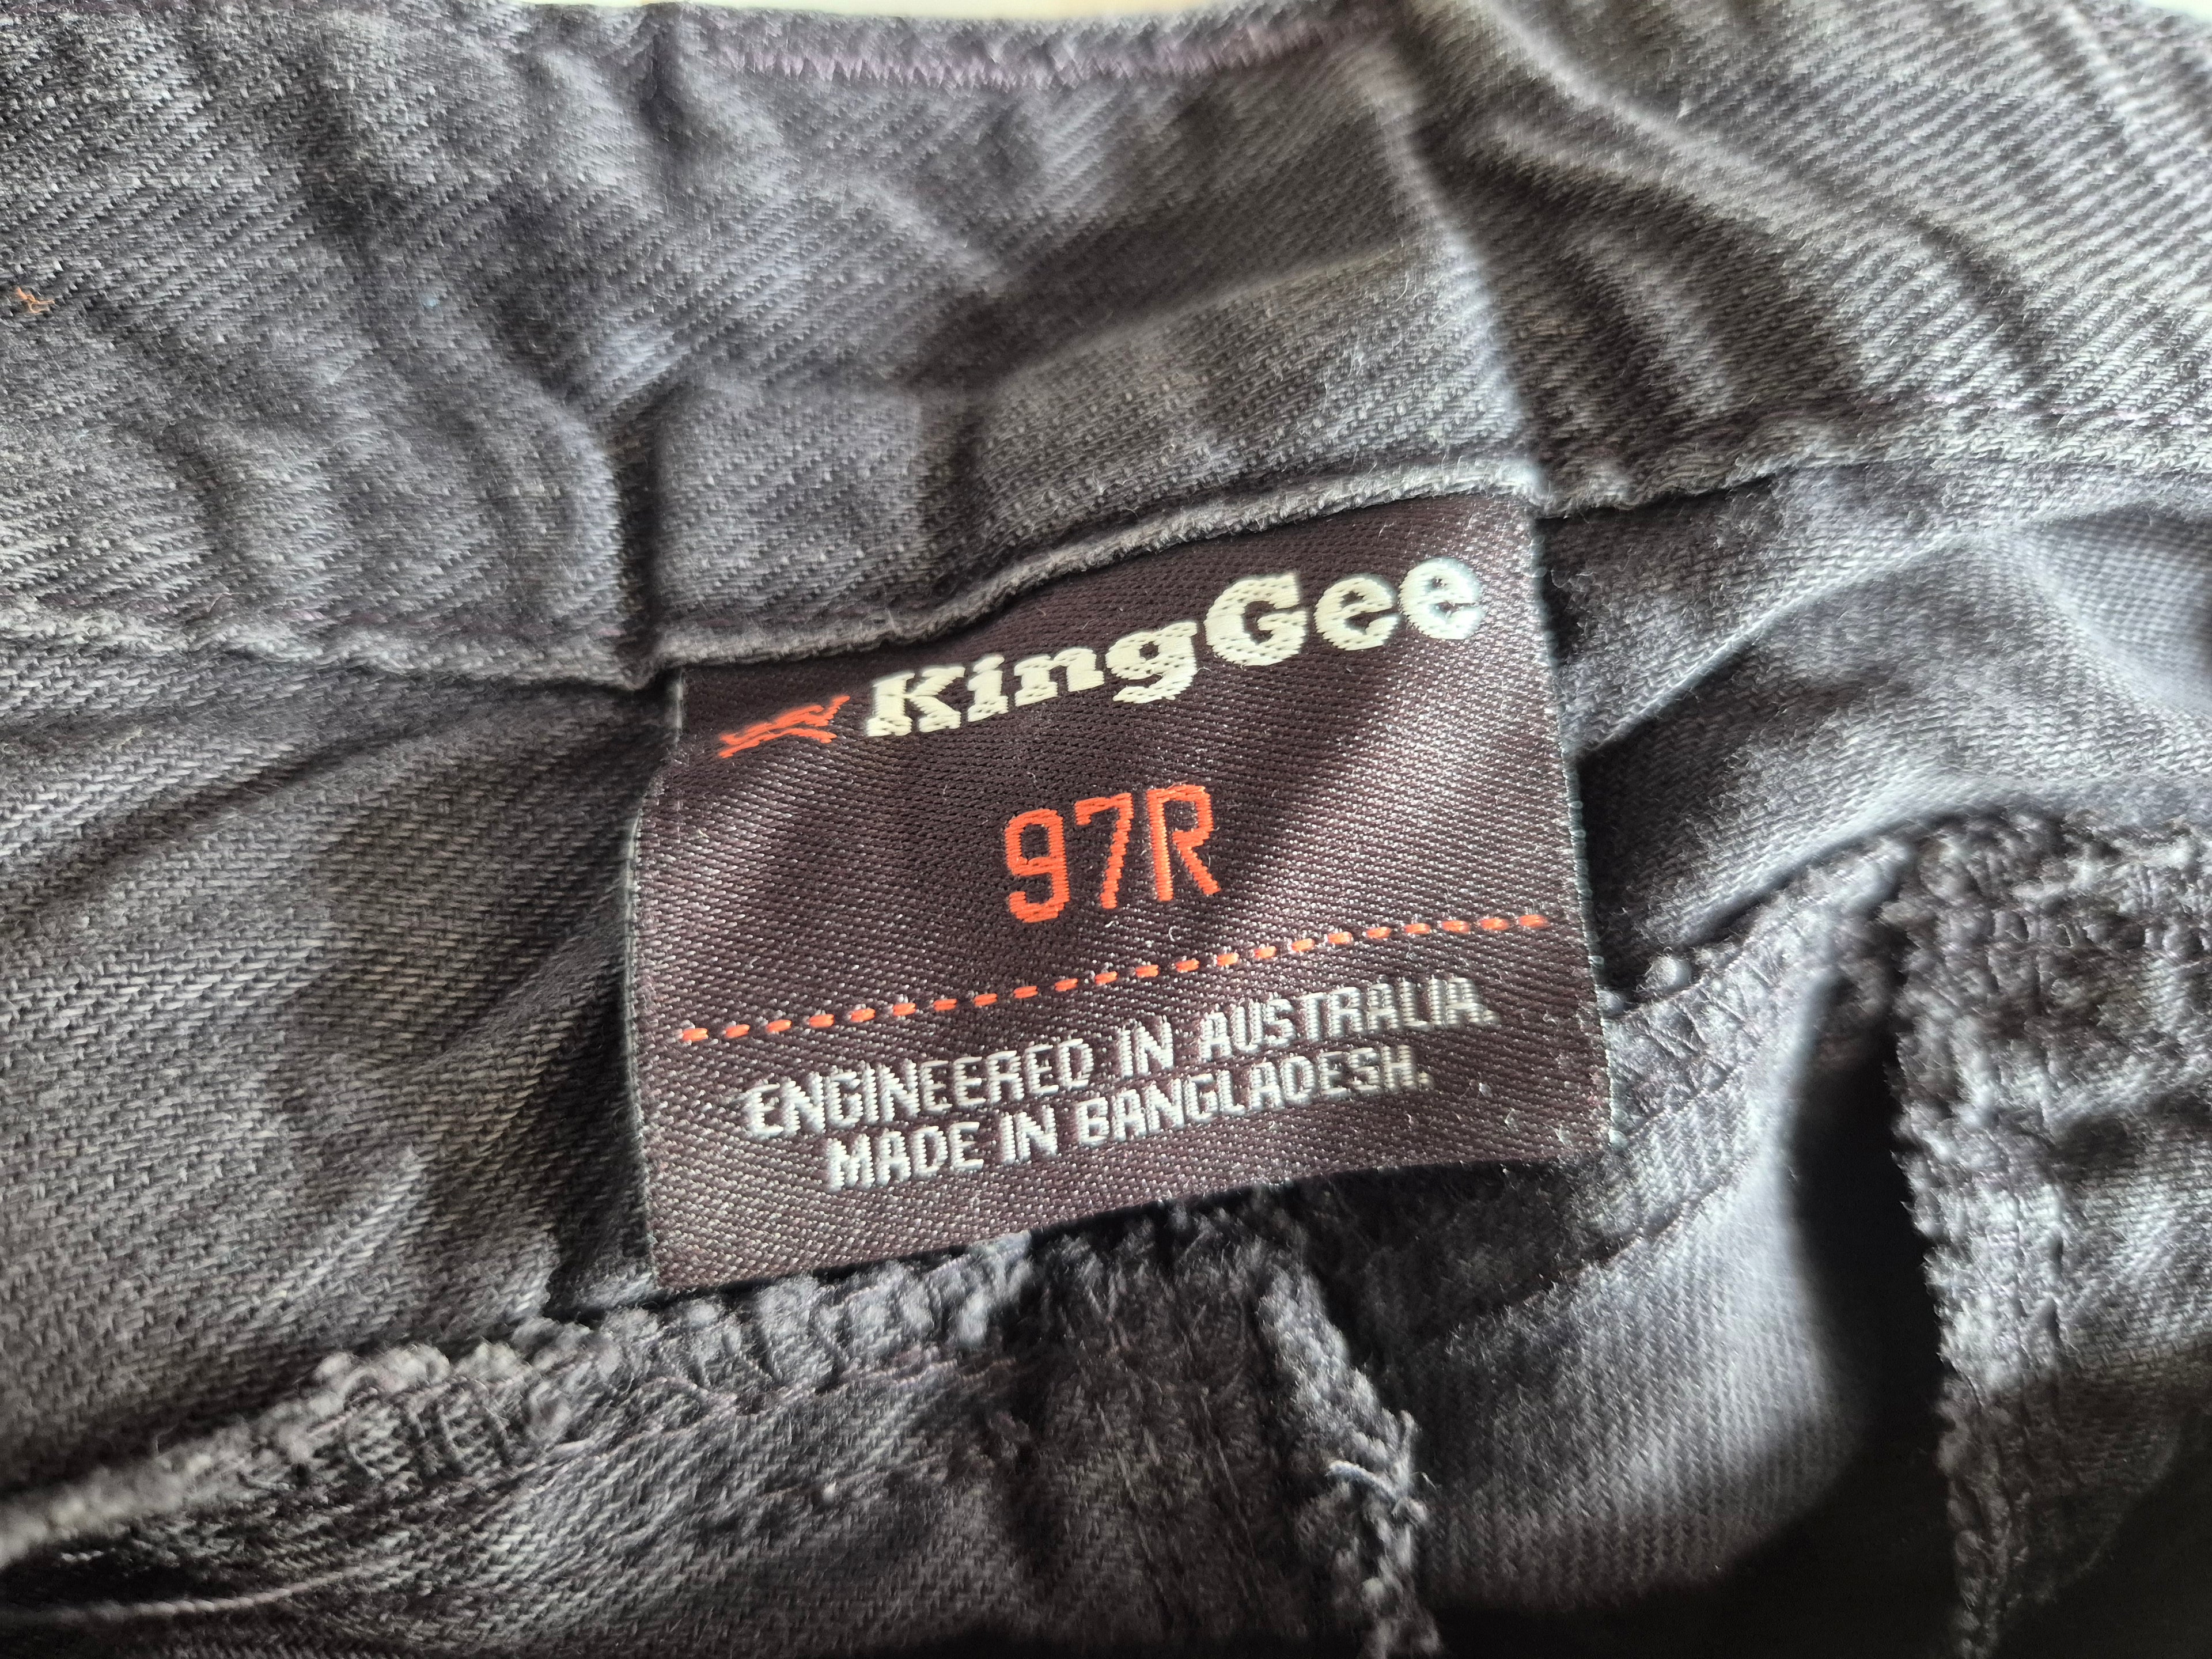 KingGee
97R
ENGINEERED IN AUSTRALIA.
MADE IN BANGLADESH.